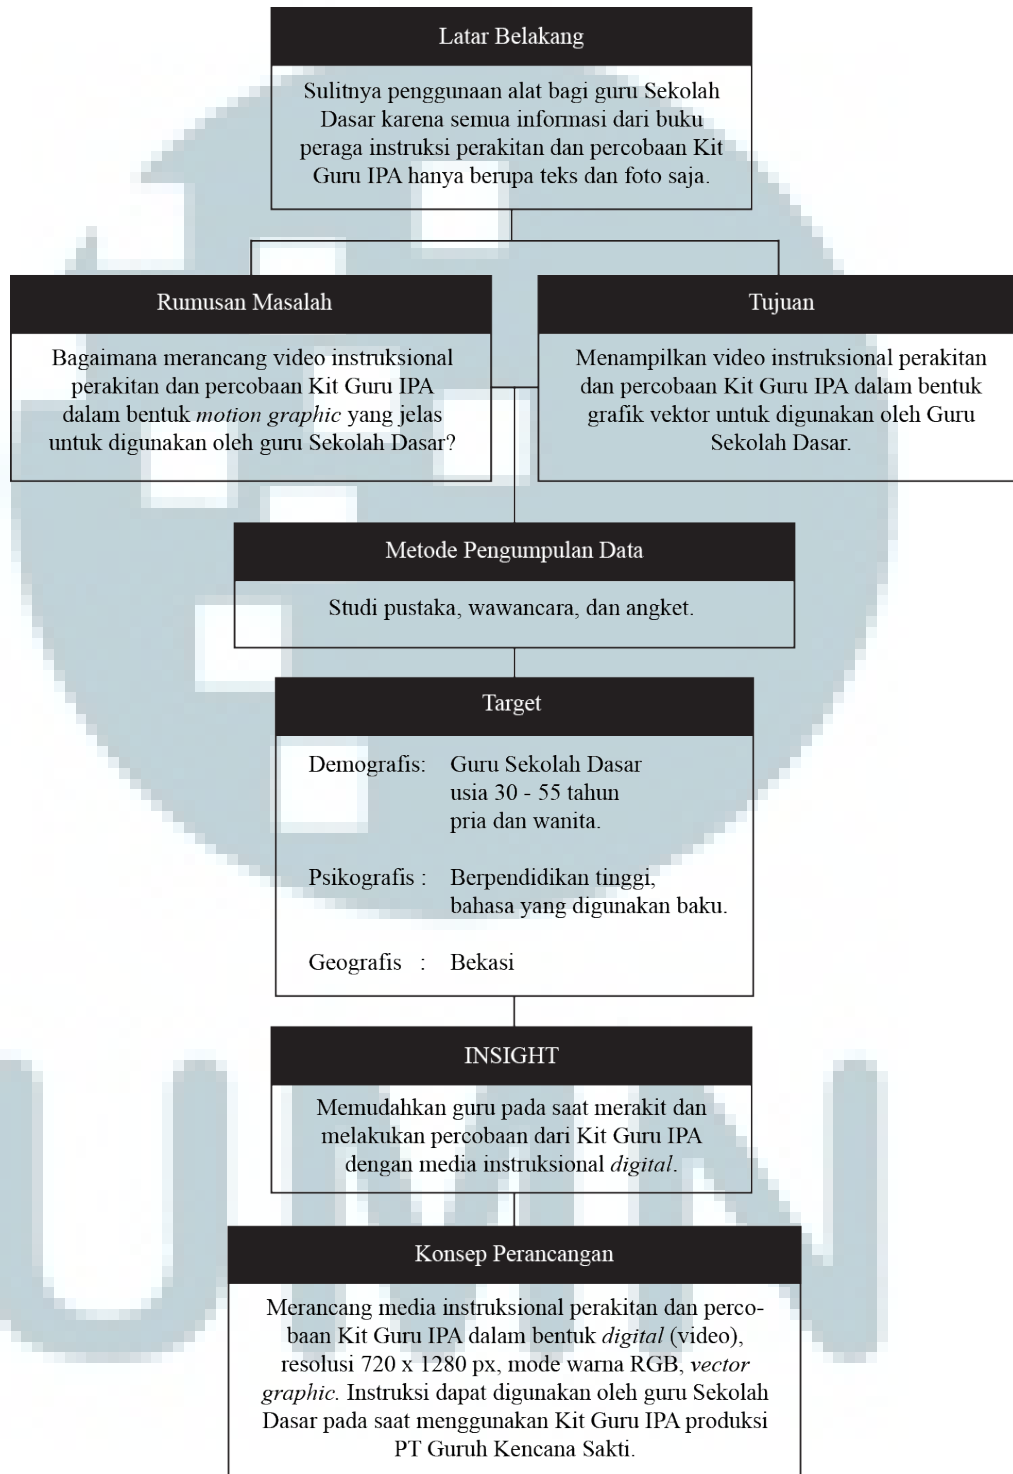 Latar Belakang
Sulitnya penggunaan alat bagi guru Sekolah
Dasar karena semua informasi dari buku
peraga instruksi perakitan dan percobaan Kit
Guru IPA hanya berupa teks dan foto saja.
Rumusan Masalah
Bagaimana merancang video instruksional
perakitan dan percobaan Kit Guru IPA
dalam bentuk motion graphic yang jelas
untuk digunakan oleh guru Sekolah Dasar?
Tujuan
Menampilkan video instruksional perakitan
dan percobaan Kit Guru IPA dalam bentuk
grafik vektor untuk digunakan oleh Guru
Sekolah Dasar.
Metode Pengumpulan Data
Studi pustaka, wawancara, dan angket.
Target
Demografis: Guru Sekolah Dasar
usia 30 - 55 tahun
pria dan wanita.
Psikografis : Berpendidikan tinggi,
bahasa yang digunakan baku.
Geografis : Bekasi
INSIGHT
Memudahkan guru pada saat merakit dan
melakukan percobaan dari Kit Guru IPA
dengan media instruksional digital.
Konsep Perancangan
Merancang media instruksional perakitan dan perco-
baan Kit Guru IPA dalam bentuk digital (video),
resolusi 720 x 1280 px, mode warna RGB, vector
graphic. Instruksi dapat digunakan oleh guru Sekolah
Dasar pada saat menggunakan Kit Guru IPA produksi
PT Guruh Kencana Sakti.
UMN